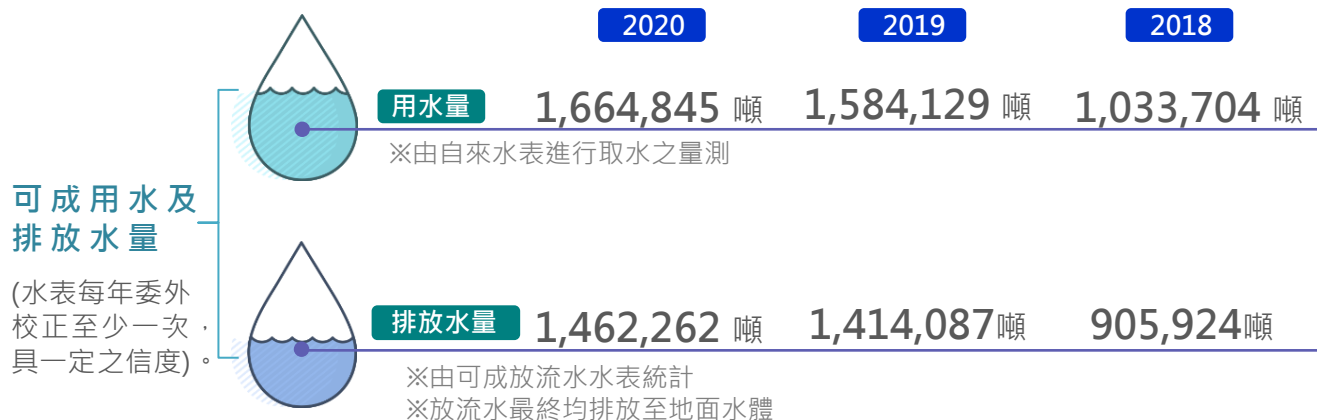 2020 2019 2018
用水量 1,664,845 噸 1,584,129 噸 1,033,704 噸
※由自來水表進行取水之量測
可成用水及
排放水量
(水表每年委外
校正至少一次，
具一定之信度)。
排放水量 1,462,262 噸 1,414,087噸 905,924噸
※由可成放流水水表統計
※放流水最終均排放至地面水體